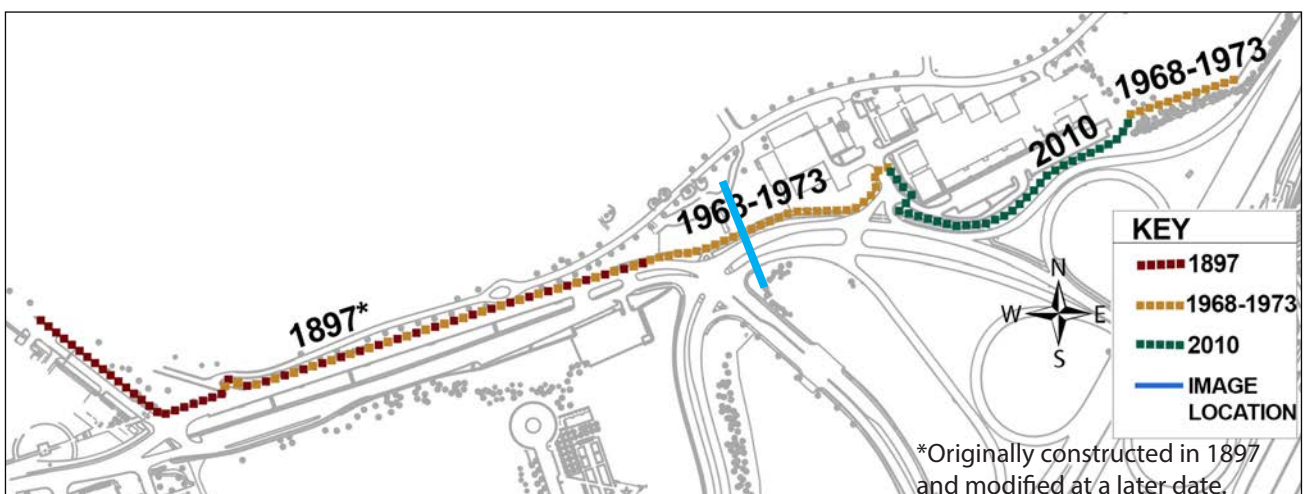 1968-1973
2010
1968-1973
1897*
KEY
1897
1968-1973
2010
IMAGE
LOCATION
N
W
E
S
*Originally constructed in 1897
and modified at a later date.